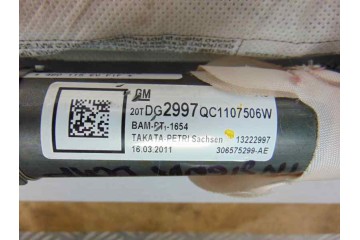 GM
20TDG2997QC1107506W
BAM-PT1-1654
TAKATA-PETRI Sachsen 13222997
16.03.2011 306575299-AE